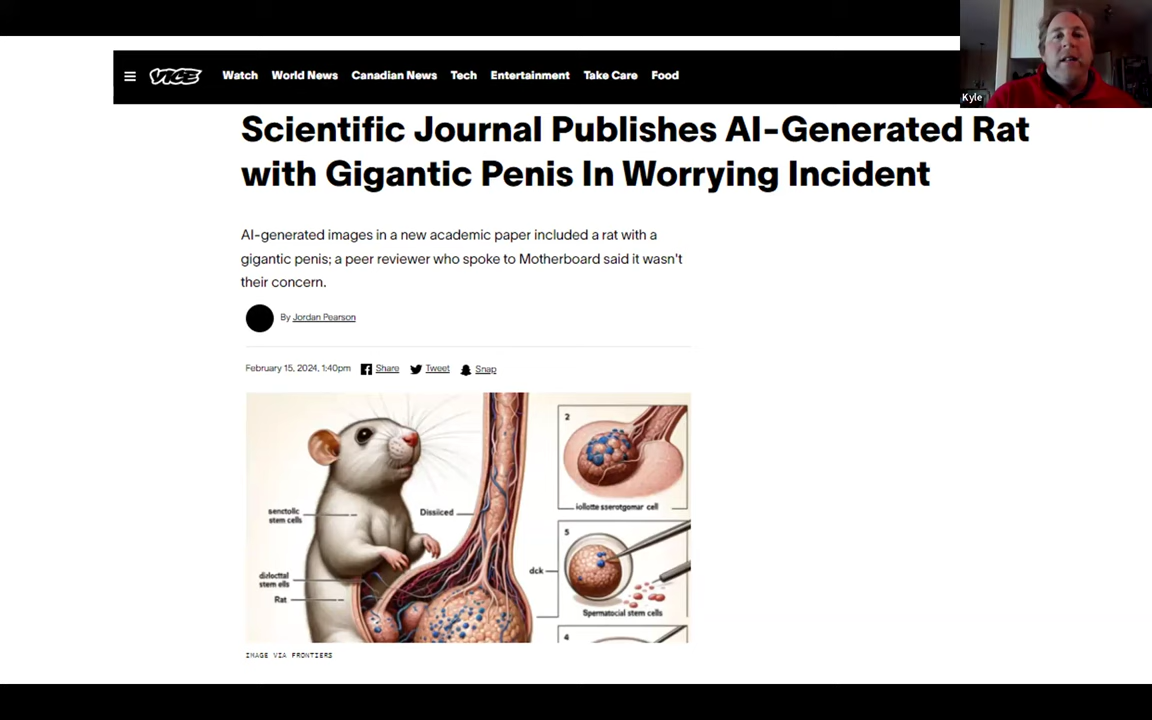 VICE
Watch World News Canadian News Tech Entertainment Take Care Food
Kyle
Scientific Journal Publishes AI-Generated Rat
with Gigantic Penis In Worrying Incident
AI-generated images in a new academic paper included a rat with a
gigantic penis; a peer reviewer who spoke to Motherboard said it wasn't
their concern.
By Jordan Pearson
February 15, 2024, 1:40pm Share Tweet Snap
2
senctolic
stem cells
Dissiced
iollotte sserotgomar cell
5
dck
dizlocttal
stem ells
Rat
Spermatocial stem cells
4
IMAGE VIA FRONTIERS